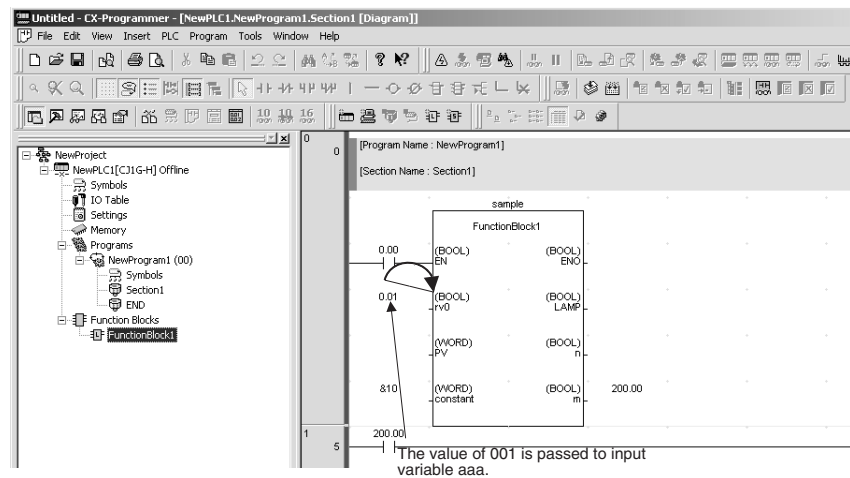 Untitled - CX-Programmer - [NewPLC1.NewProgram1.Section1 [Diagram]]
File Edit View Insert PLC Program Tools Window Help
10 10 16
NewProject
NewPLC1[CJ1G-H] Offline
Symbols
IO Table
Settings
Memory
Programs
NewProgram1 (00)
Symbols
Section1
END
Function Blocks
FunctionBlock1
0
0
[Program Name : NewProgram1]
[Section Name : Section1]
sample
FunctionBlock1
0.00 (BOOL) (BOOL)
EN ENO
0.01 (BOOL) (BOOL)
rv0 LAMP
(WORD) (BOOL)
PV n
&10 (WORD) (BOOL) 200.00
constant m
1
5
200.00
The value of 001 is passed to input
variable aaa.